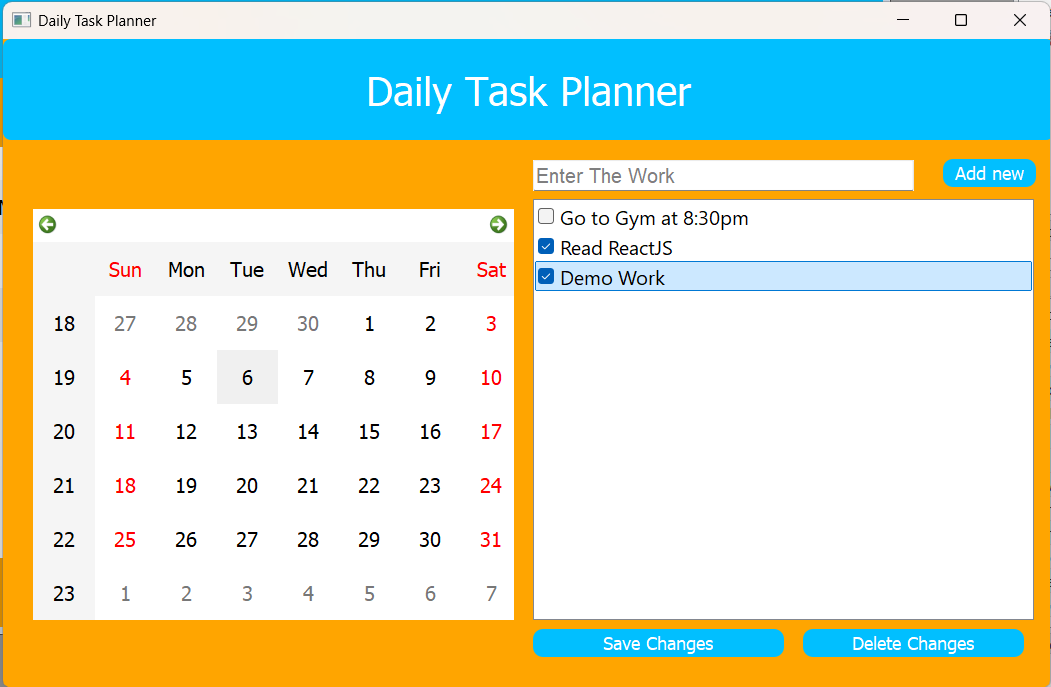 Daily Task Planner
Daily Task Planner
Enter The Work
Add new
Go to Gym at 8:30pm
Read ReactJS
Demo Work
Sun Mon Tue Wed Thu Fri Sat
18 27 28 29 30 1 2 3
19 4 5 6 7 8 9 10
20 11 12 13 14 15 16 17
21 18 19 20 21 22 23 24
22 25 26 27 28 29 30 31
23 1 2 3 4 5 6 7
Save Changes
Delete Changes